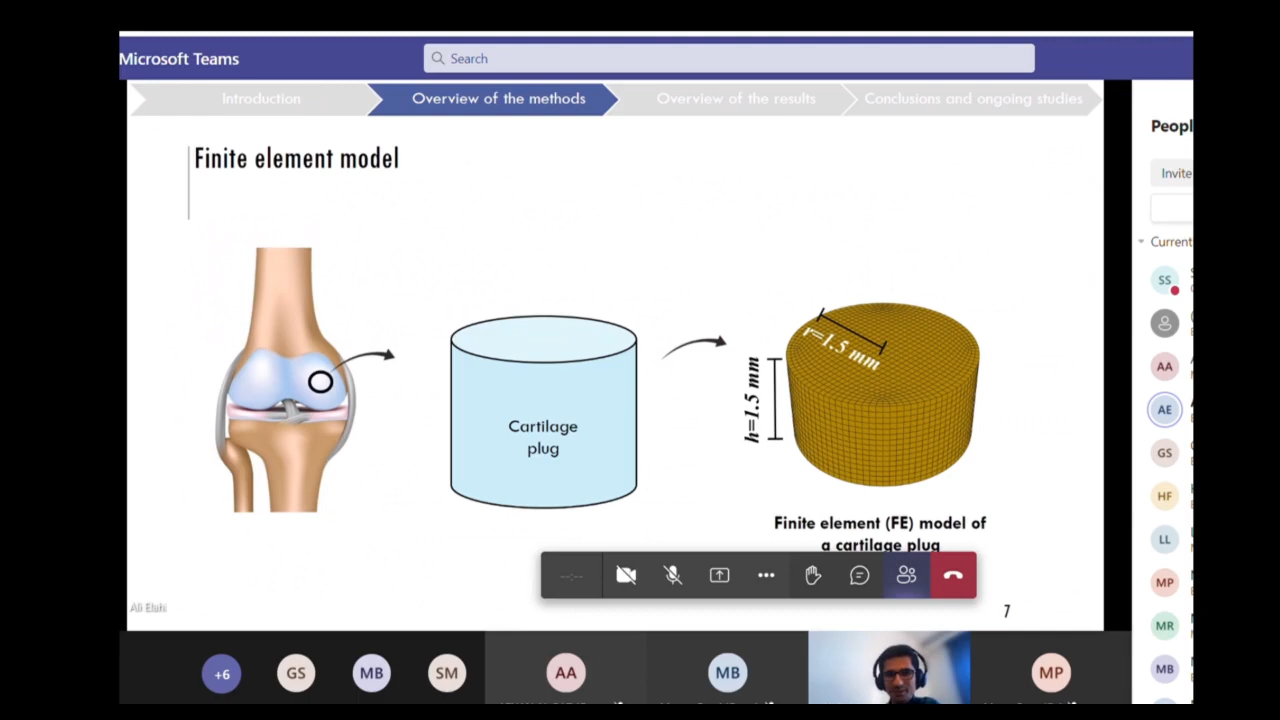 Microsoft Teams
Search
Introduction
Overview of the methods
Overview of the results
Conclusions and ongoing studies
Finite element model
Cartilage
plug
r=1.5 mm
h=1.5 mm
Finite element (FE) model of
a cartilage plug
Ali Elahi
7
Peopl
Invite
Current
SS
AA
AE
GS
HF
LL
MP
MR
MB
+6
GS
MB
SM
AA
MB
MP